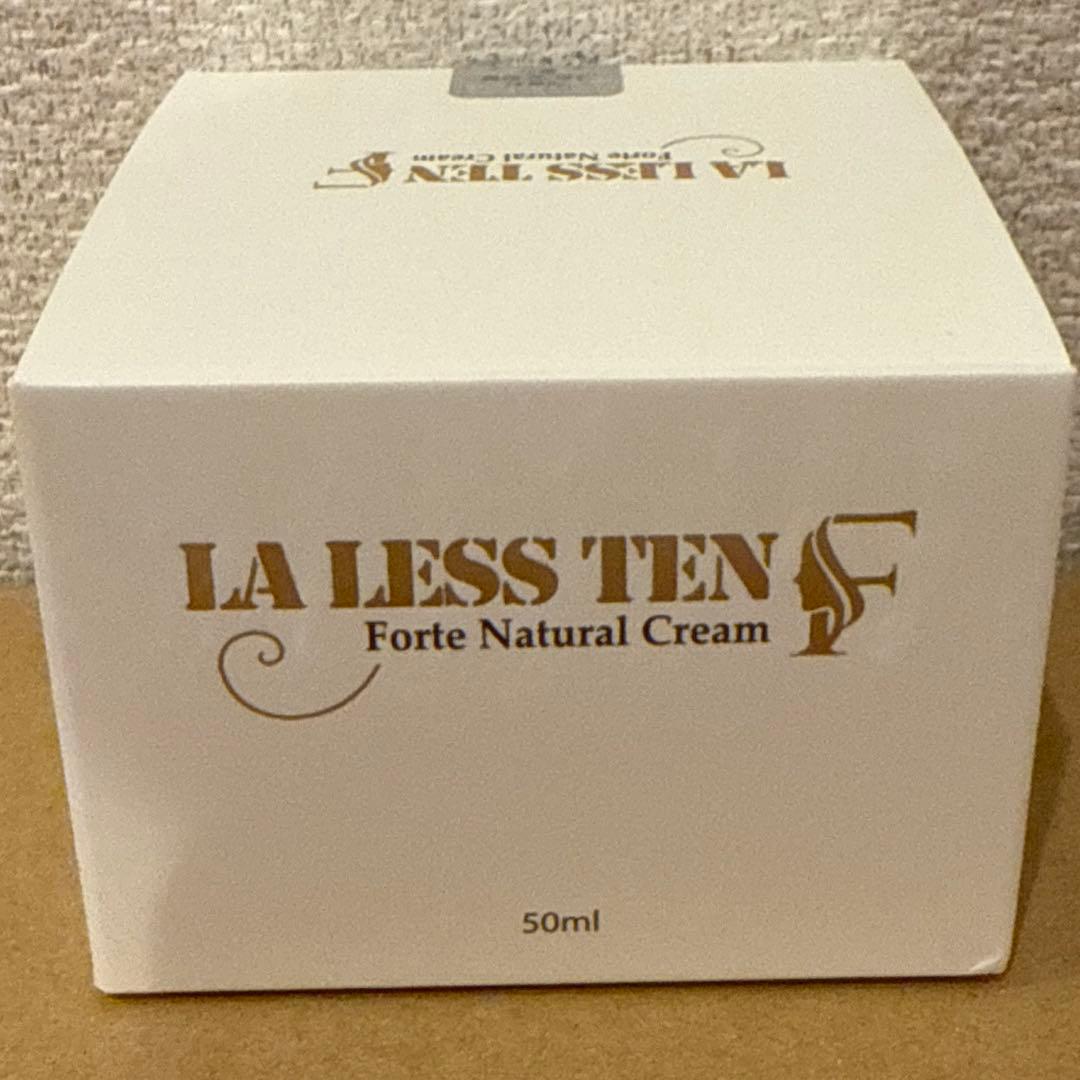 LA LESS TEN F
Forte Natural Cream
LA LESS TEN F
Forte Natural Cream
50ml